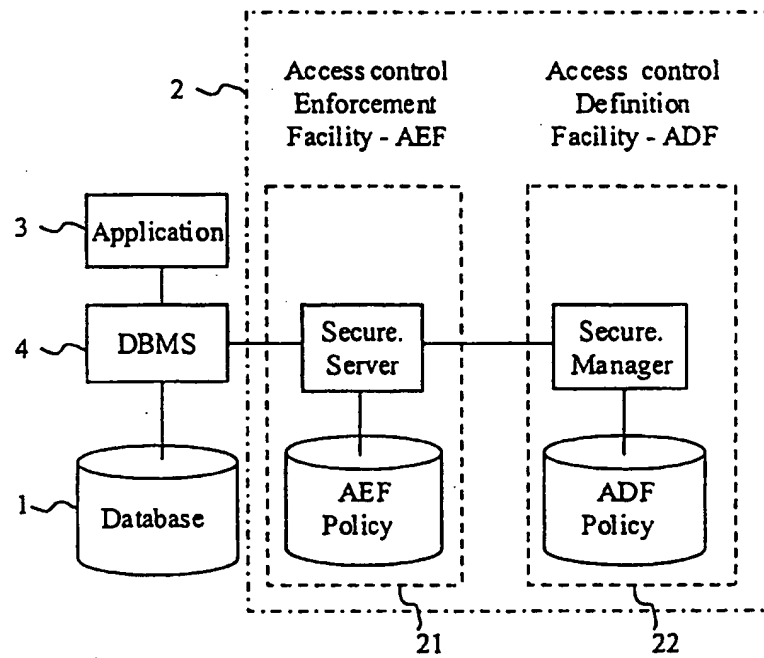 2
Access control
Enforcement
Facility - AEF
Access control
Definition
Facility - ADF
3
Application
4
DBMS
Secure.
Server
Secure.
Manager
1
Database
AEF
Policy
ADF
Policy
21
22